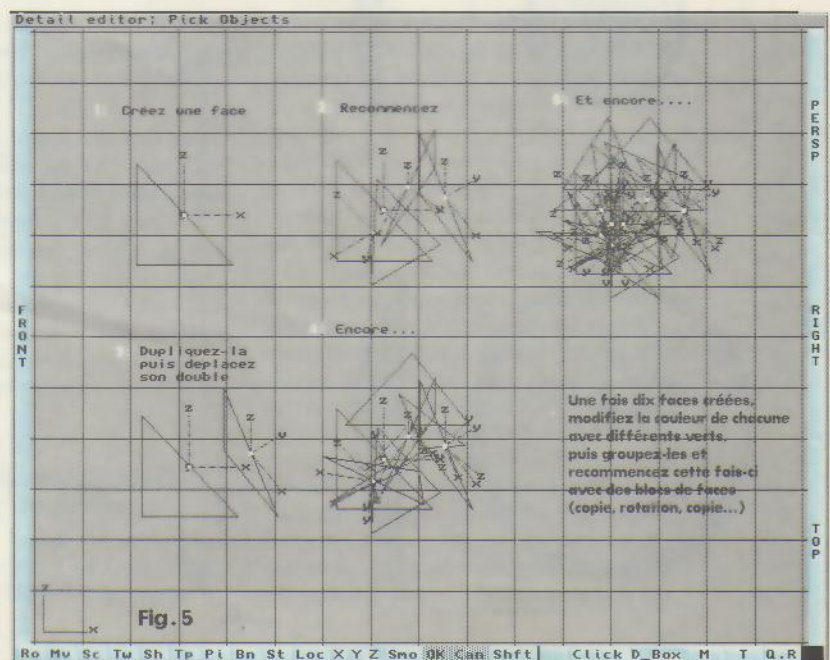 Detail editor: Pick Objects
PERSP
Créez une face
Recommencez
Et encore....
z
x
FRONT
RIGHT
Dupliquez-la
puis deplacez
son double
Encore...
Une fois dix faces créées,
modifiez la couleur de chacune
avec différents verts,
puis groupez-les et
recommencez cette fois-ci
avec des blocs de faces
(copie, rotation, copie...)
TOP
z
x
Fig.5
Ro Mv Sc Tw Sh Tp Pi Bn St Loc X Y Z Smo OK Can Shft Click D_Box M T Q.R